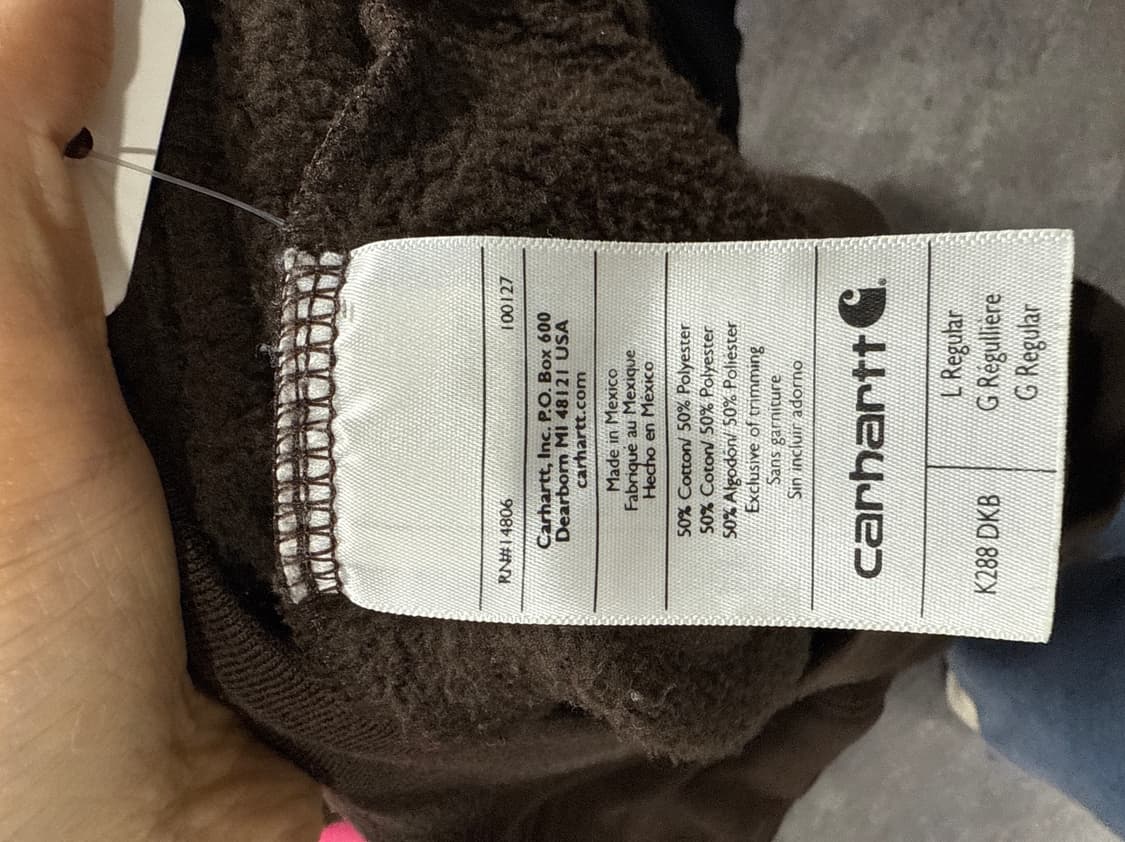 RN#14806 100127
Carhartt, Inc. P.O. Box 600
Dearborn MI 48121 USA
carhartt.com
Made in Mexico
Fabriqué au Mexique
Hecho en México
50% Cotton/ 50% Polyester
50% Coton/ 50% Polyester
50% Algodón/ 50% Poliéster
Exclusive of trimming
Sans garniture
Sin incluir adorno
carhartt
K288 DKB
L Regular
G Régulière
G Regular